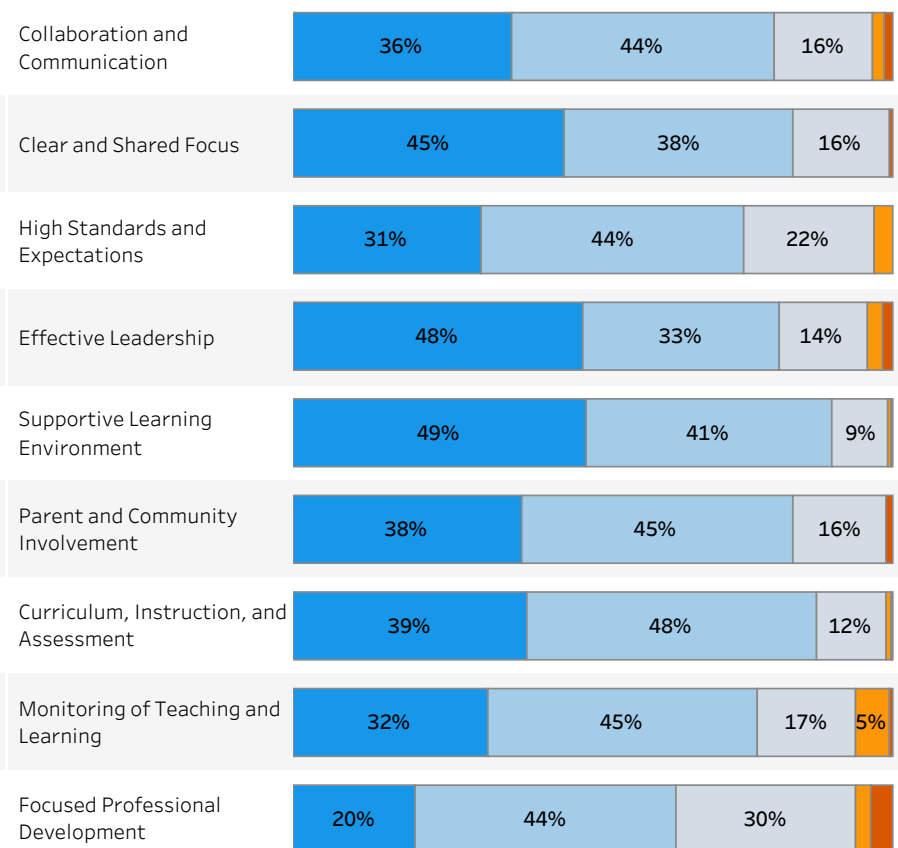 Collaboration and
Communication
36% 44% 16%
Clear and Shared Focus
45% 38% 16%
High Standards and
Expectations
31% 44% 22%
Effective Leadership
48% 33% 14%
Supportive Learning
Environment
49% 41% 9%
Parent and Community
Involvement
38% 45% 16%
Curriculum, Instruction, and
Assessment
39% 48% 12%
Monitoring of Teaching and
Learning
32% 45% 17% 5%
Focused Professional
Development
20% 44% 30%